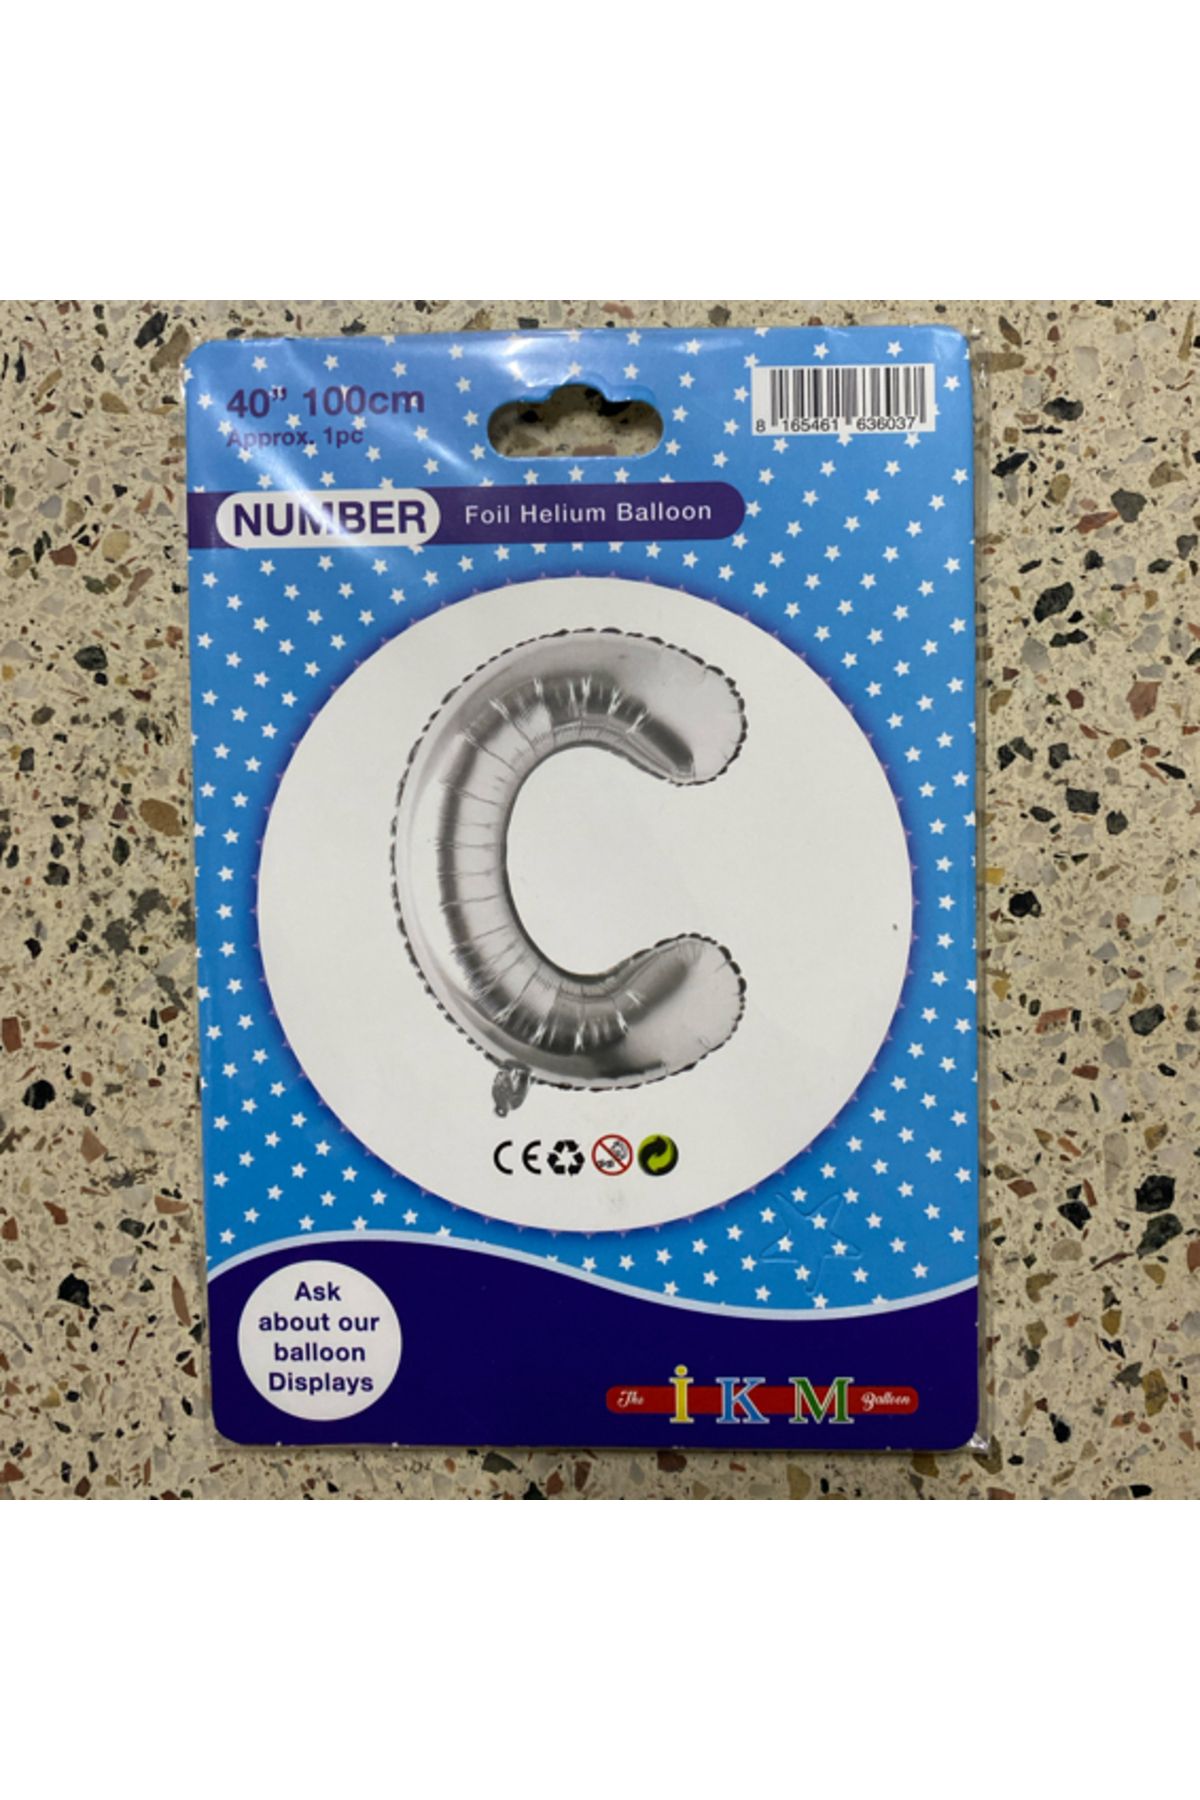 40” 100cm
Approx. 1pc
8 165461 636037
NUMBER Foil Helium Balloon
C
CE
Ask
about our
balloon
Displays
The İKM Balloon